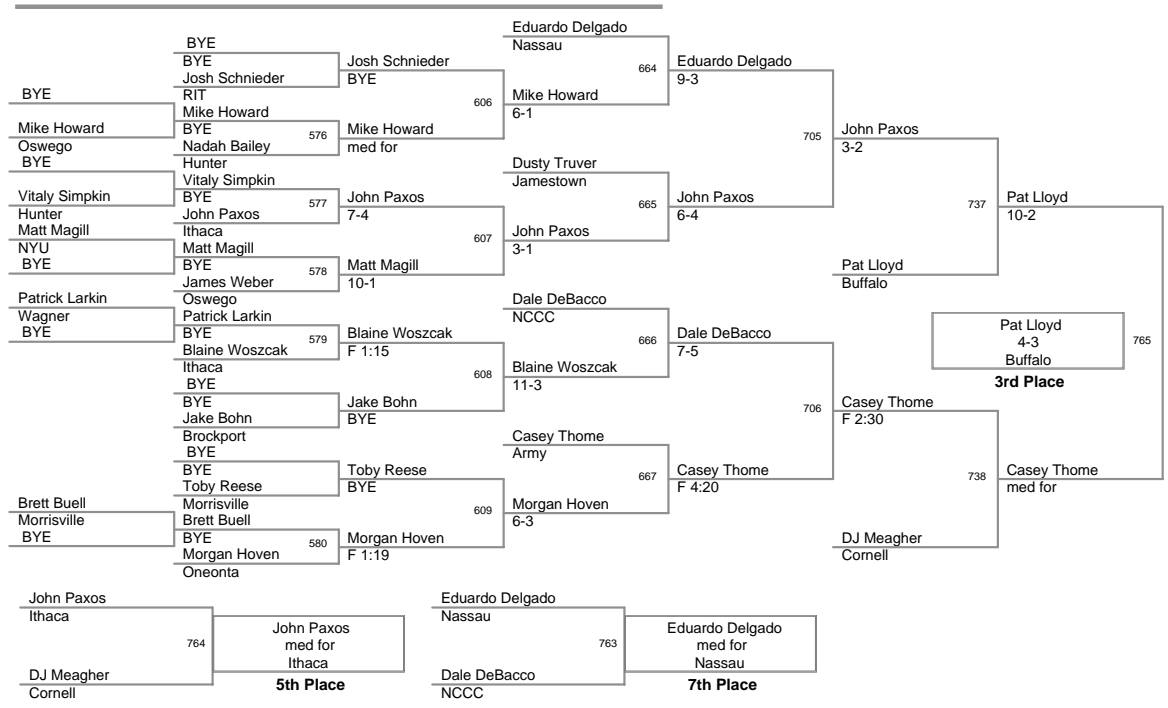 BYE
Mike Howard
Oswego
BYE
Vitaly Simpkin
Hunter
Matt Magill
NYU
BYE
Patrick Larkin
Wagner
BYE
Brett Buell
Morrisville
BYE
BYE
BYE
Josh Schnieder
RIT
Mike Howard
BYE
576
Nadah Bailey
Hunter
Vitaly Simpkin
BYE
577
John Paxos
Ithaca
Matt Magill
BYE
578
James Weber
Oswego
Patrick Larkin
BYE
579
Blaine Woszcak
Ithaca
BYE
BYE
Jake Bohn
Brockport
BYE
BYE
Toby Reese
Morrisville
Brett Buell
BYE
580
Morgan Hoven
Oneonta
Josh Schnieder
BYE
606
Mike Howard
med for
John Paxos
7-4
607
Matt Magill
10-1
Blaine Woszcak
F 1:15
608
Jake Bohn
BYE
Toby Reese
BYE
609
Morgan Hoven
F 1:19
Eduardo Delgado
Nassau
664
Mike Howard
6-1
Dusty Truver
Jamestown
665
John Paxos
3-1
Dale DeBacco
NCCC
666
Blaine Woszcak
11-3
Casey Thome
Army
667
Morgan Hoven
6-3
Eduardo Delgado
9-3
705
John Paxos
6-4
Dale DeBacco
7-5
706
Casey Thome
F 4:20
John Paxos
3-2
737
Pat Lloyd
Buffalo
Casey Thome
F 2:30
738
DJ Meagher
Cornell
Pat Lloyd
10-2
765
Casey Thome
med for
Pat Lloyd
4-3
Buffalo
3rd Place
John Paxos
Ithaca
764
DJ Meagher
Cornell
John Paxos
med for
Ithaca
5th Place
Eduardo Delgado
Nassau
763
Dale DeBacco
NCCC
Eduardo Delgado
med for
Nassau
7th Place